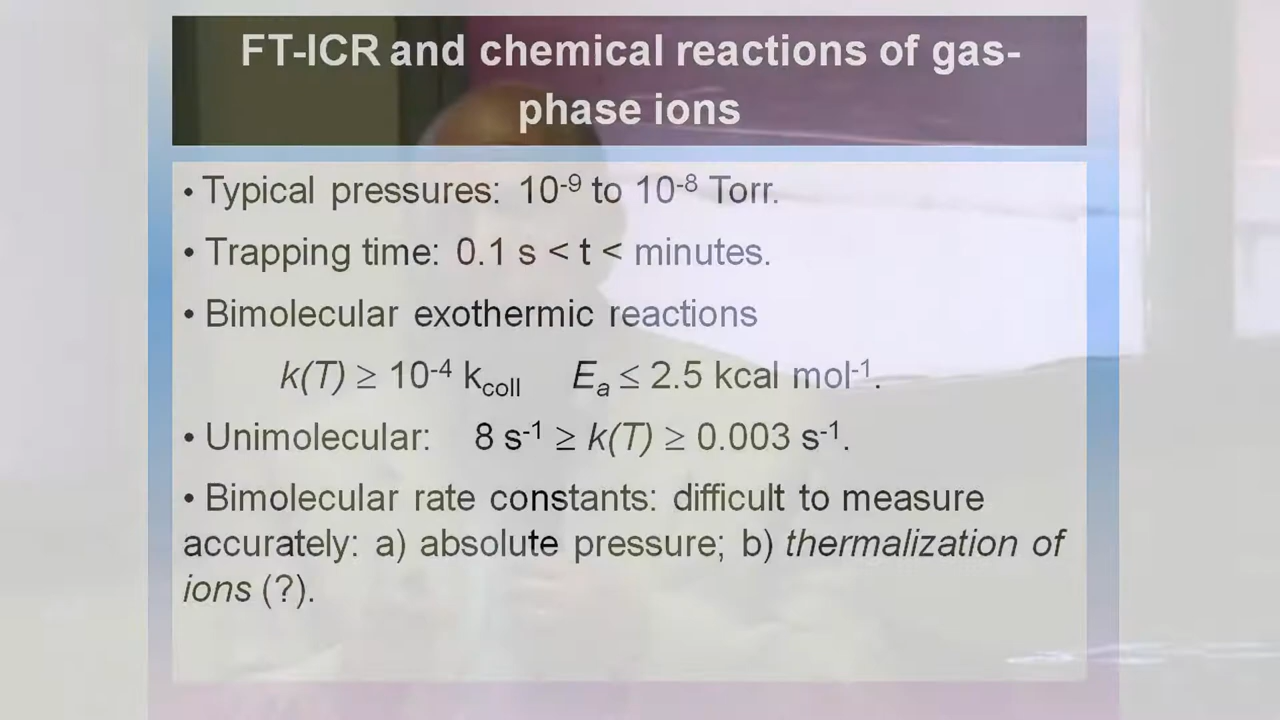 FT-ICR and chemical reactions of gas-
phase ions
• Typical pressures: 10⁻⁹ to 10⁻⁸ Torr.
• Trapping time: 0.1 s < t < minutes.
• Bimolecular exothermic reactions
k(T) ≥ 10⁻⁴ k_coll E_a ≤ 2.5 kcal mol⁻¹.
• Unimolecular: 8 s⁻¹ ≥ k(T) ≥ 0.003 s⁻¹.
• Bimolecular rate constants: difficult to measure
accurately: a) absolute pressure; b) thermalization of
ions (?).